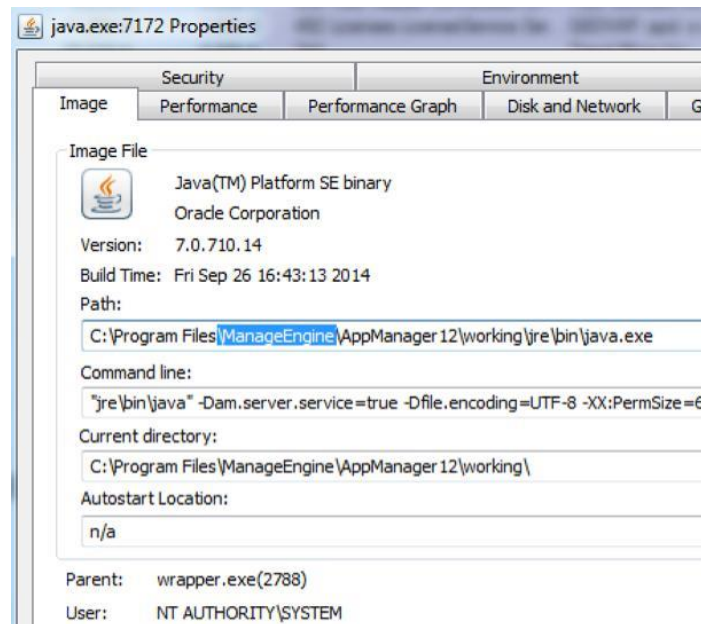 java.exe:7172 Properties
Security Environment
Image Performance Performance Graph Disk and Network G
Image File
Java(TM) Platform SE binary
Oracle Corporation
Version: 7.0.710.14
Build Time: Fri Sep 26 16:43:13 2014
Path:
C:\Program Files\ManageEngine\AppManager12\working\jre\bin\java.exe
Command line:
"jre\bin\java" -Dam.server.service=true -Dfile.encoding=UTF-8 -XX:PermSize=6
Current directory:
C:\Program Files\ManageEngine\AppManager12\working\
Autostart Location:
n/a
Parent: wrapper.exe(2788)
User: NT AUTHORITY\SYSTEM